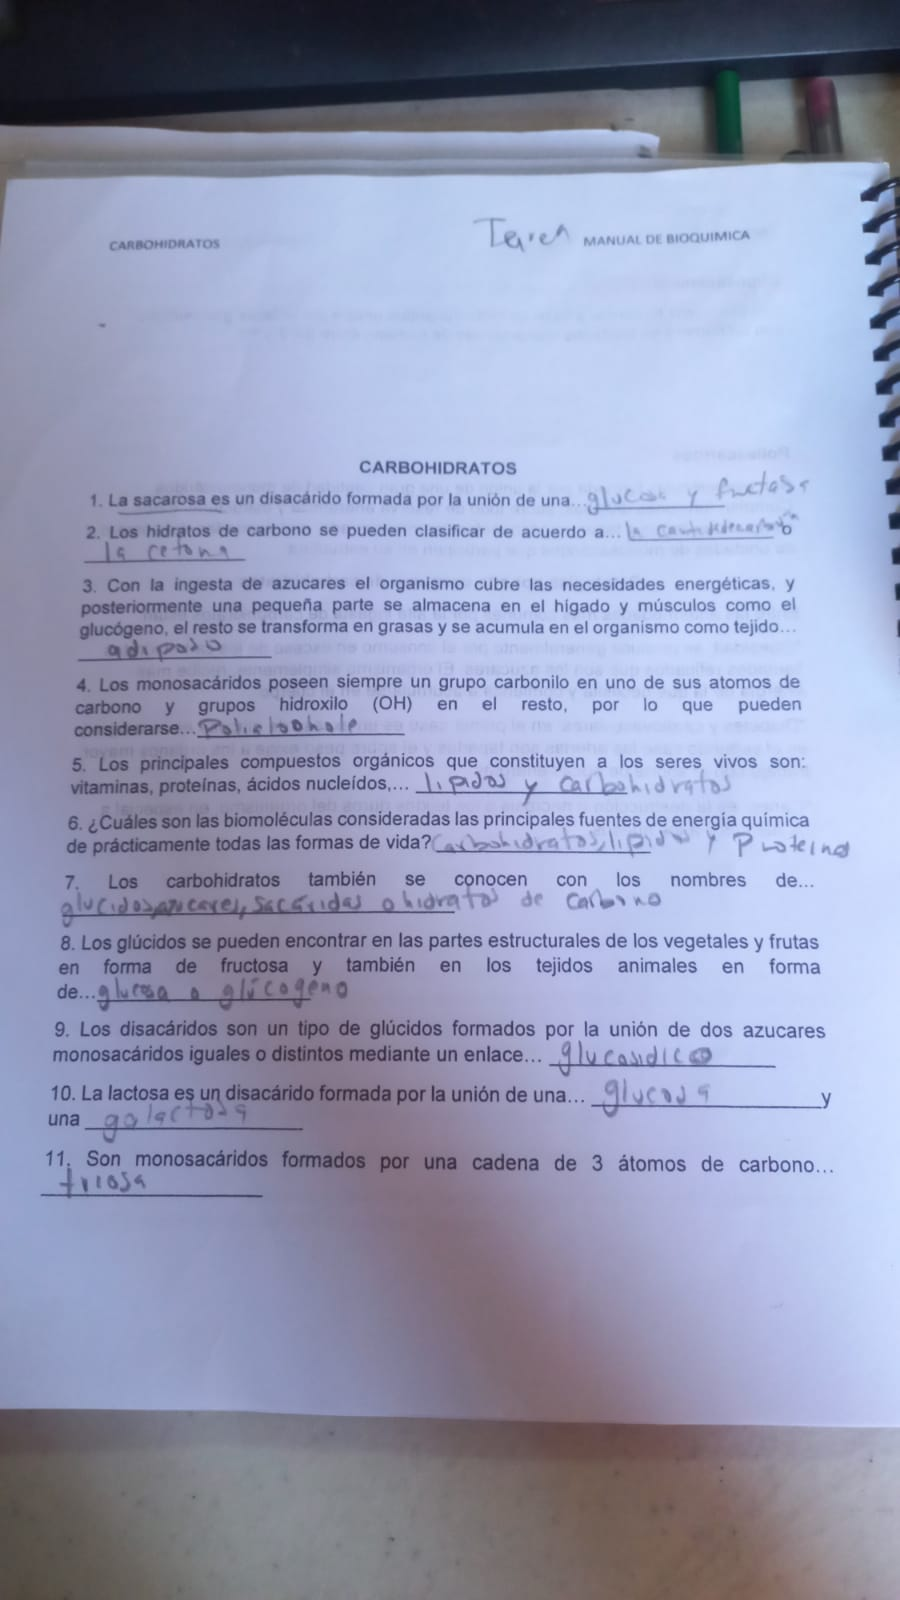 CARBOHIDRATOS
Tarea MANUAL DE BIOQUIMICA
CARBOHIDRATOS
1. La sacarosa es un disacárido formada por la unión de una... glucosa y fructosa
2. Los hidratos de carbono se pueden clasificar de acuerdo a... la
la cetona
3. Con la ingesta de azucares el organismo cubre las necesidades energéticas, y
posteriormente una pequeña parte se almacena en el hígado y músculos como el
glucógeno, el resto se transforma en grasas y se acumula en el organismo como tejido...
adiposo
4. Los monosacáridos poseen siempre un grupo carbonilo en uno de sus atomos de
carbono y grupos hidroxilo (OH) en el resto, por lo que pueden
considerarse...
5. Los principales compuestos orgánicos que constituyen a los seres vivos son:
vitaminas, proteínas, ácidos nucleídos,... lipidos y carbohidratos
6. ¿Cuáles son las biomoléculas consideradas las principales fuentes de energía química
de prácticamente todas las formas de vida? Carbohidratos, lipidos y Proteinas
7. Los carbohidratos también se conocen con los nombres de...
glucidos, azucares, sacáridas o hidratos de carbono
8. Los glúcidos se pueden encontrar en las partes estructurales de los vegetales y frutas
en forma de fructosa y también en los tejidos animales en forma
de... glucosa o glucogeno
9. Los disacáridos son un tipo de glúcidos formados por la unión de dos azucares
monosacáridos iguales o distintos mediante un enlace... glucosidico
10. La lactosa es un disacárido formada por la unión de una... glucosa y
una galactosa
11. Son monosacáridos formados por una cadena de 3 átomos de carbono...
triosa